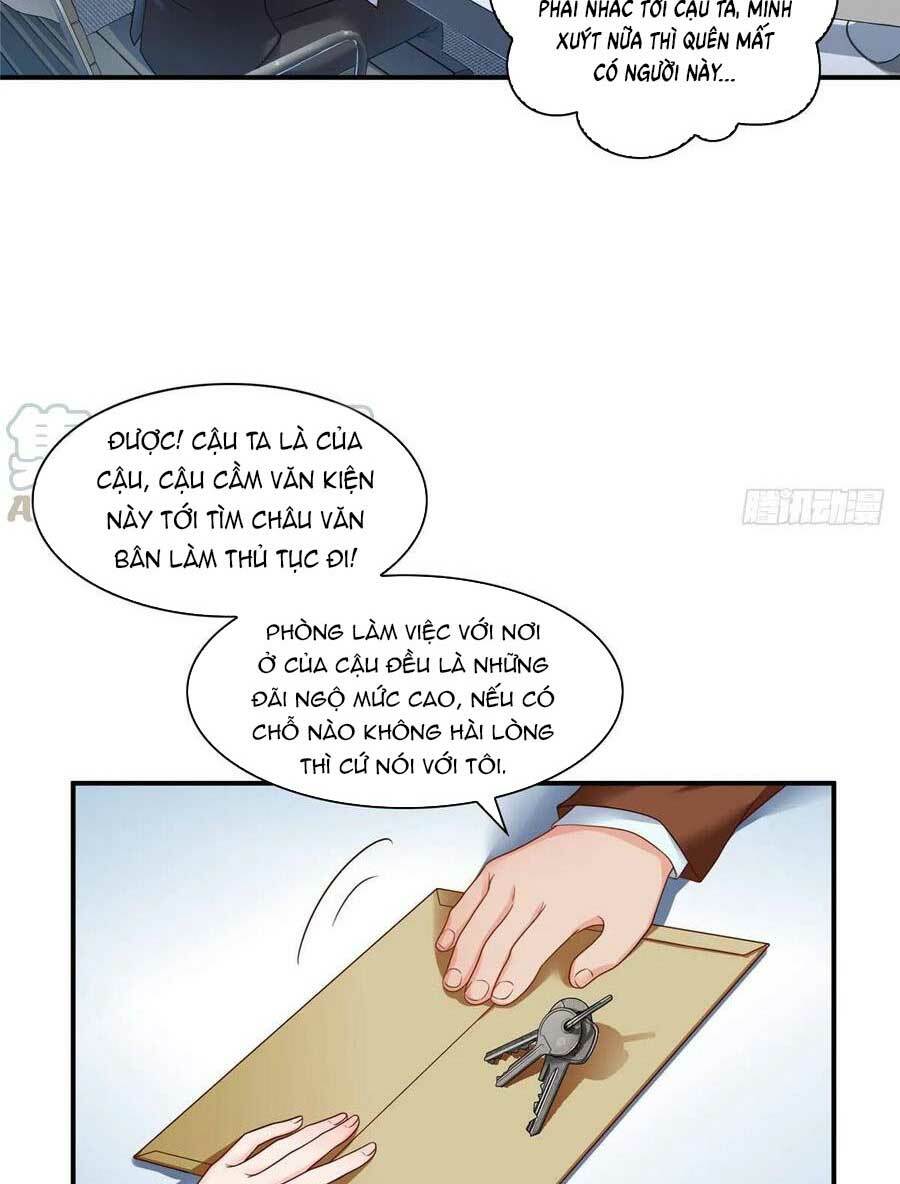 PHẢI NHẮC TỚI CẬU TA, MÌNH
XUÝT NỮA THÌ QUÊN MẤT
CÓ NGƯỜI NÀY...
ĐƯỢC! CẬU TA LÀ CỦA
CẬU, CẬU CẦM VĂN KIỆN
NÀY TỚI TÌM CHÂU VĂN
BÂN LÀM THỦ TỤC ĐI!
腾讯动漫
PHÒNG LÀM VIỆC VỚI NƠI
Ở CỦA CẬU ĐỀU LÀ NHỮNG
ĐÃI NGỘ MỨC CAO, NẾU CÓ
CHỖ NÀO KHÔNG HÀI LÒNG
THÌ CỨ NÓI VỚI TÔI.